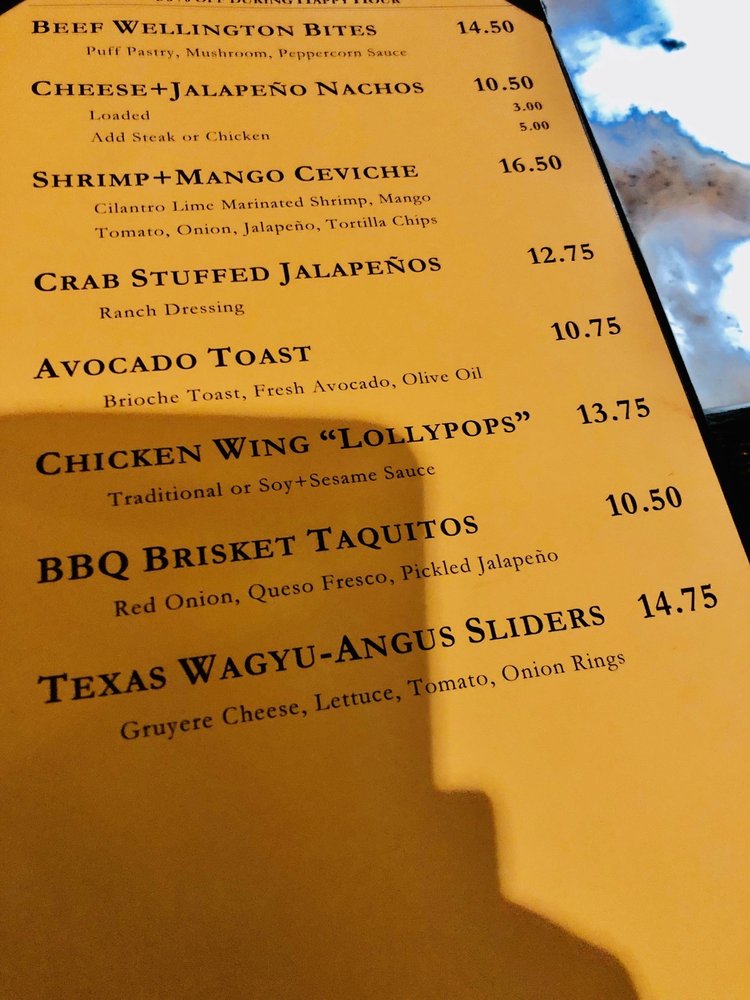 OFF DURING HAPPY HOUR
BEEF WELLINGTON BITES 14.50
Puff Pastry, Mushroom, Peppercorn Sauce
CHEESE+JALAPEÑO NACHOS 10.50
Loaded 3.00
Add Steak or Chicken 5.00
SHRIMP+MANGO CEVICHE 16.50
Cilantro Lime Marinated Shrimp, Mango
Tomato, Onion, Jalapeño, Tortilla Chips
CRAB STUFFED JALAPEÑOS 12.75
Ranch Dressing
AVOCADO TOAST 10.75
Brioche Toast, Fresh Avocado, Olive Oil
CHICKEN WING “LOLLYPOPS” 13.75
Traditional or Soy+Sesame Sauce
BBQ BRISKET TAQUITOS 10.50
Red Onion, Queso Fresco, Pickled Jalapeño
TEXAS WAGYU-ANGUS SLIDERS 14.75
Gruyere Cheese, Lettuce, Tomato, Onion Rings